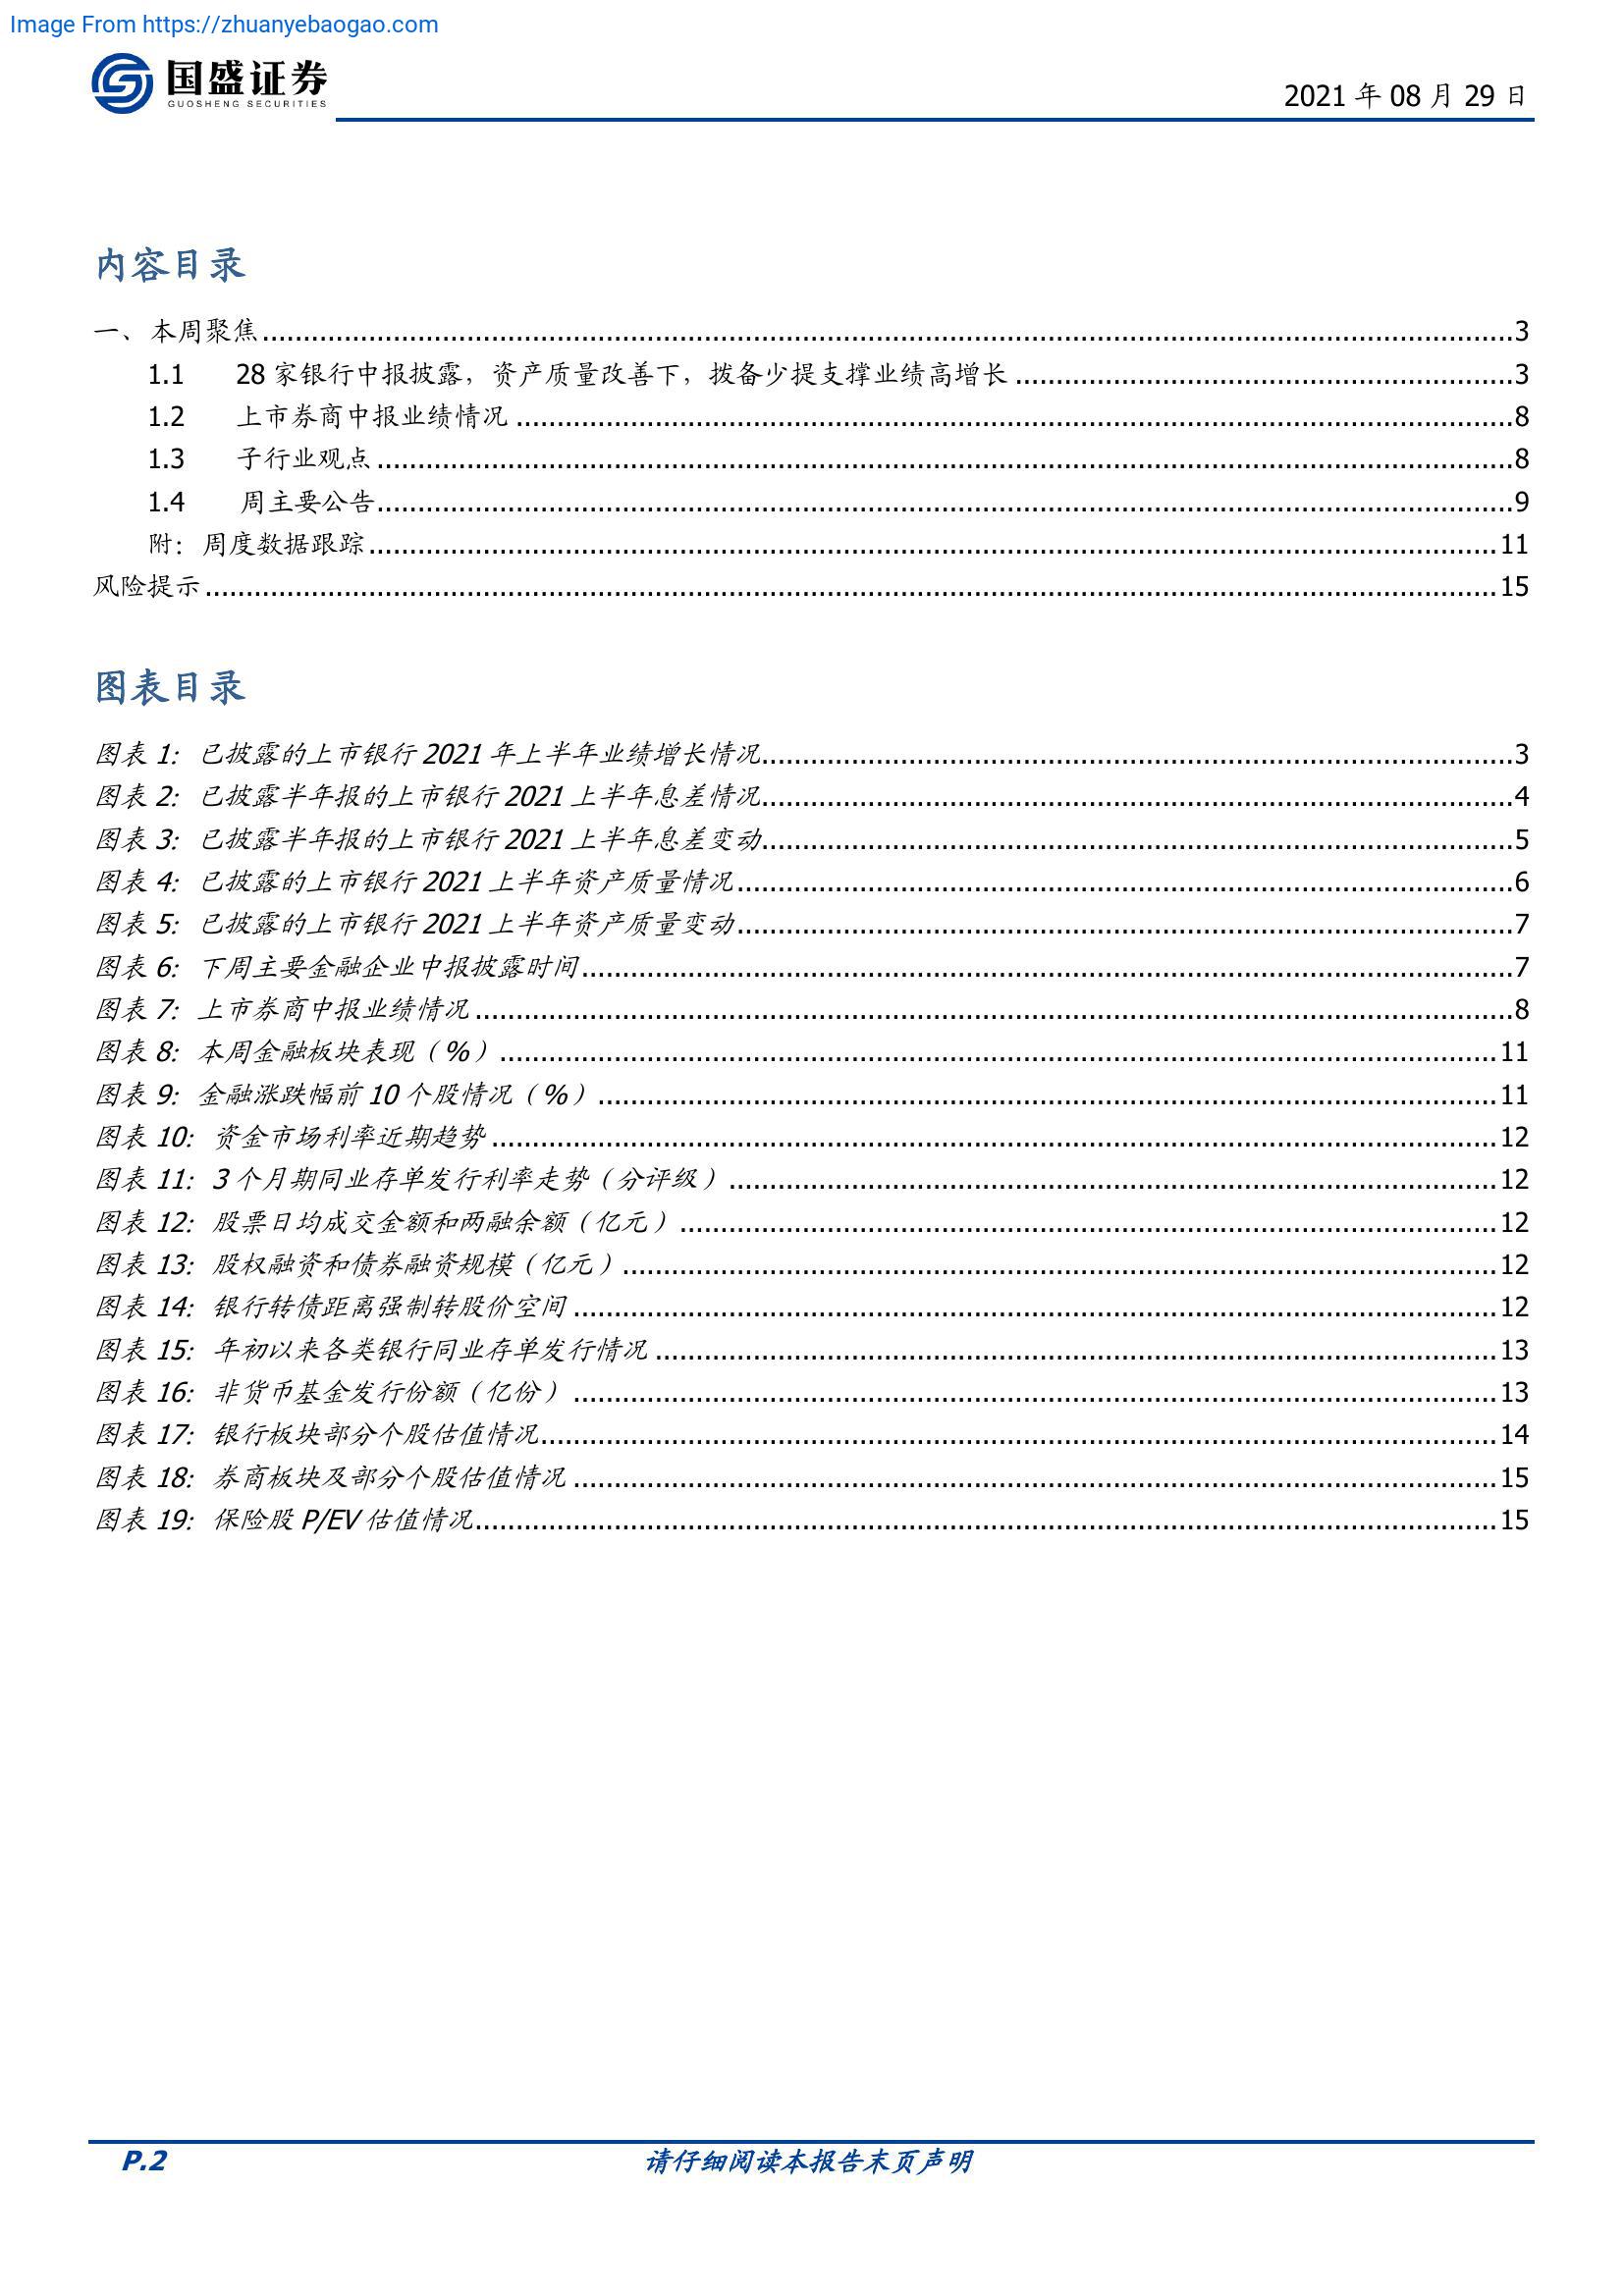 Image From https://zhuanyebaogao.com
国盛证券
GUOSHENG SECURITIES
2021 年 08 月 29 日
内容目录
一、本周聚焦........3
1.1 28 家银行中报披露，资产质量改善下，拨备少提支撑业绩高增长........3
1.2 上市券商中报业绩情况........8
1.3 子行业观点........8
1.4 周主要公告........9
附：周度数据跟踪........11
风险提示........15
图表目录
图表 1: 已披露的上市银行 2021 年上半年业绩增长情况........3
图表 2: 已披露半年报的上市银行 2021 上半年息差情况........4
图表 3: 已披露半年报的上市银行 2021 上半年息差变动........5
图表 4: 已披露的上市银行 2021 上半年资产质量情况........6
图表 5: 已披露的上市银行 2021 上半年资产质量变动........7
图表 6: 下周主要金融企业中报披露时间........7
图表 7: 上市券商中报业绩情况........8
图表 8: 本周金融板块表现（%）........11
图表 9: 金融涨跌幅前 10 个股情况（%）........11
图表 10: 资金市场利率近期趋势........12
图表 11: 3 个月期同业存单发行利率走势（分评级）........12
图表 12: 股票日均成交金额和两融余额（亿元）........12
图表 13: 股权融资和债券融资规模（亿元）........12
图表 14: 银行转债距离强制转股价空间........12
图表 15: 年初以来各类银行同业存单发行情况........13
图表 16: 非货币基金发行份额（亿份）........13
图表 17: 银行板块部分个股估值情况........14
图表 18: 券商板块及部分个股估值情况........15
图表 19: 保险股 P/EV 估值情况........15
P.2
请仔细阅读本报告末页声明